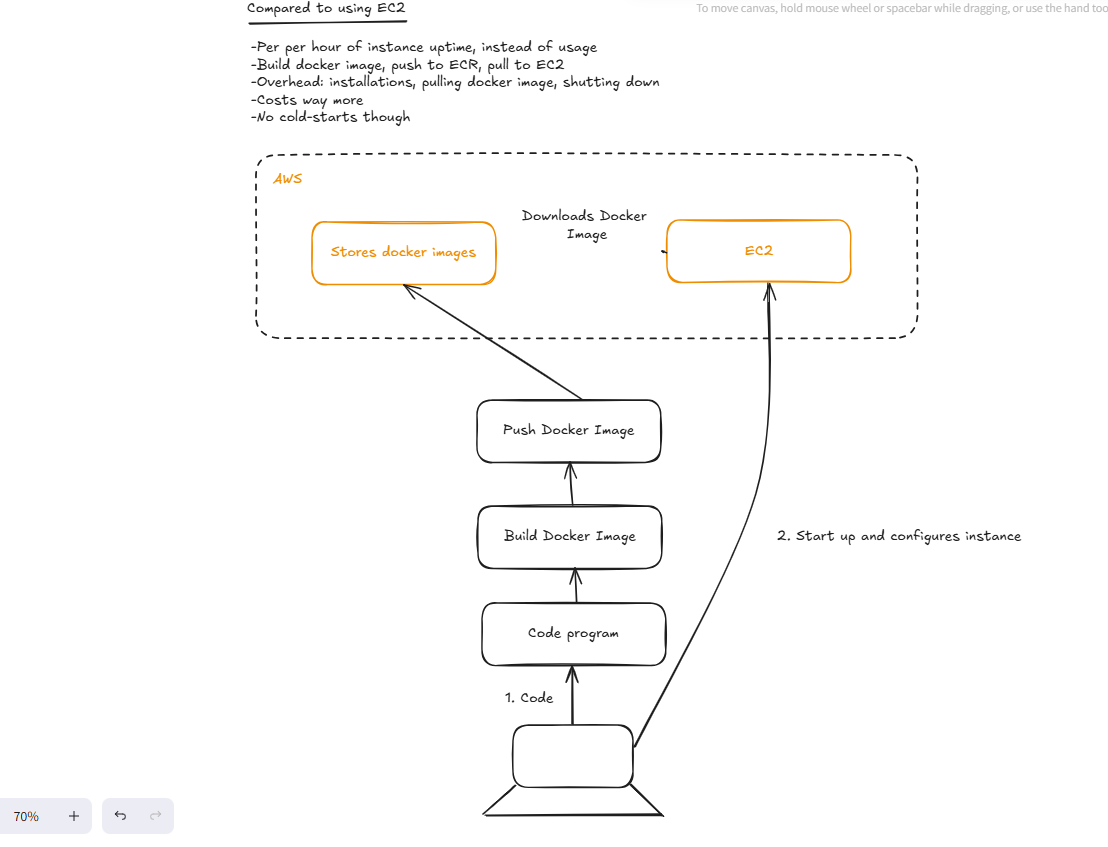 Compared to using EC2
To move canvas, hold mouse wheel or spacebar while dragging, or use the hand too
-Per per hour of instance uptime, instead of usage
-Build docker image, push to ECR, pull to EC2
-Overhead: installations, pulling docker image, shutting down
-Costs way more
-No cold-starts though
AWS
Stores docker images
Downloads Docker
Image
EC2
Push Docker Image
Build Docker Image
2. Start up and configures instance
Code program
1. Code
70%